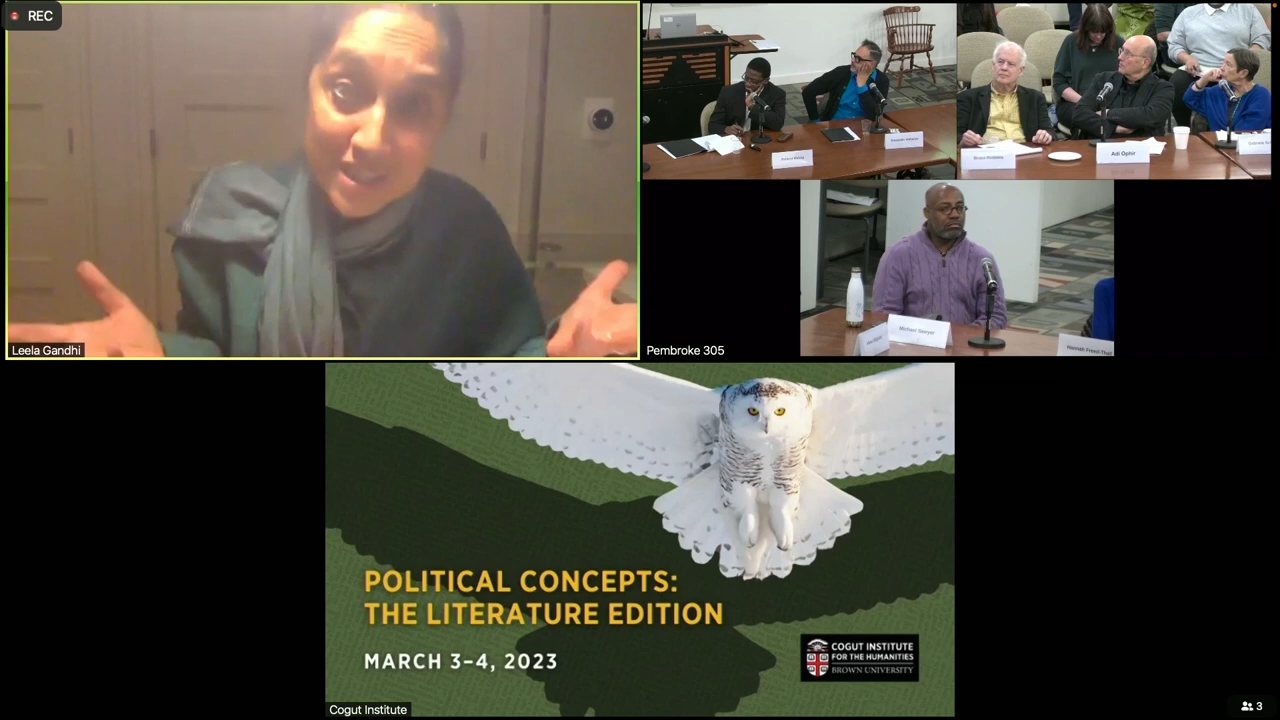 REC
Leela Gandhi
Pembroke 305
Adi Ophir
Michael Sawyer
POLITICAL CONCEPTS:
THE LITERATURE EDITION
MARCH 3–4, 2023
COGUT INSTITUTE
FOR THE HUMANITIES
BROWN UNIVERSITY
Cogut Institute
3